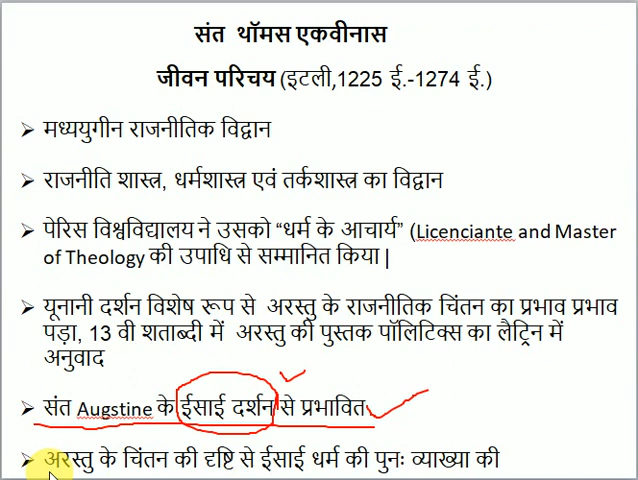 संत थॉमस एकवीनास
जीवन परिचय (इटली,1225 ई.-1274 ई.)
➢ मध्ययुगीन राजनीतिक विद्वान
➢ राजनीति शास्त्र, धर्मशास्त्र एवं तर्कशास्त्र का विद्वान
➢ पेरिस विश्वविद्यालय ने उसको “धर्म के आचार्य” (Licenciante and Master
of Theology की उपाधि से सम्मानित किया |
➢ यूनानी दर्शन विशेष रूप से अरस्तु के राजनीतिक चिंतन का प्रभाव प्रभाव
पड़ा, 13 वी शताब्दी में अरस्तु की पुस्तक पॉलिटिक्स का लैट्रिन में
अनुवाद
➢ संत Augstine के ईसाई दर्शन से प्रभावित
➢ अरस्तु के चिंतन की दृष्टि से ईसाई धर्म की पुनः व्याख्या की